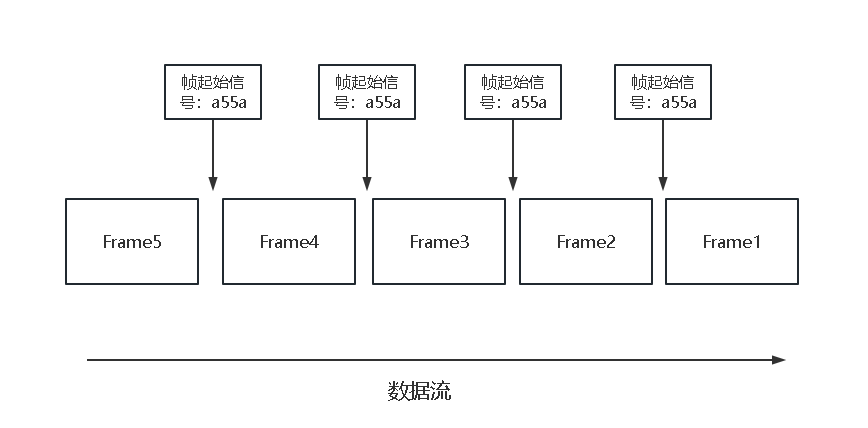 帧起始信
号：a55a
帧起始信
号：a55a
帧起始信
号：a55a
帧起始信
号：a55a
Frame5
Frame4
Frame3
Frame2
Frame1
数据流